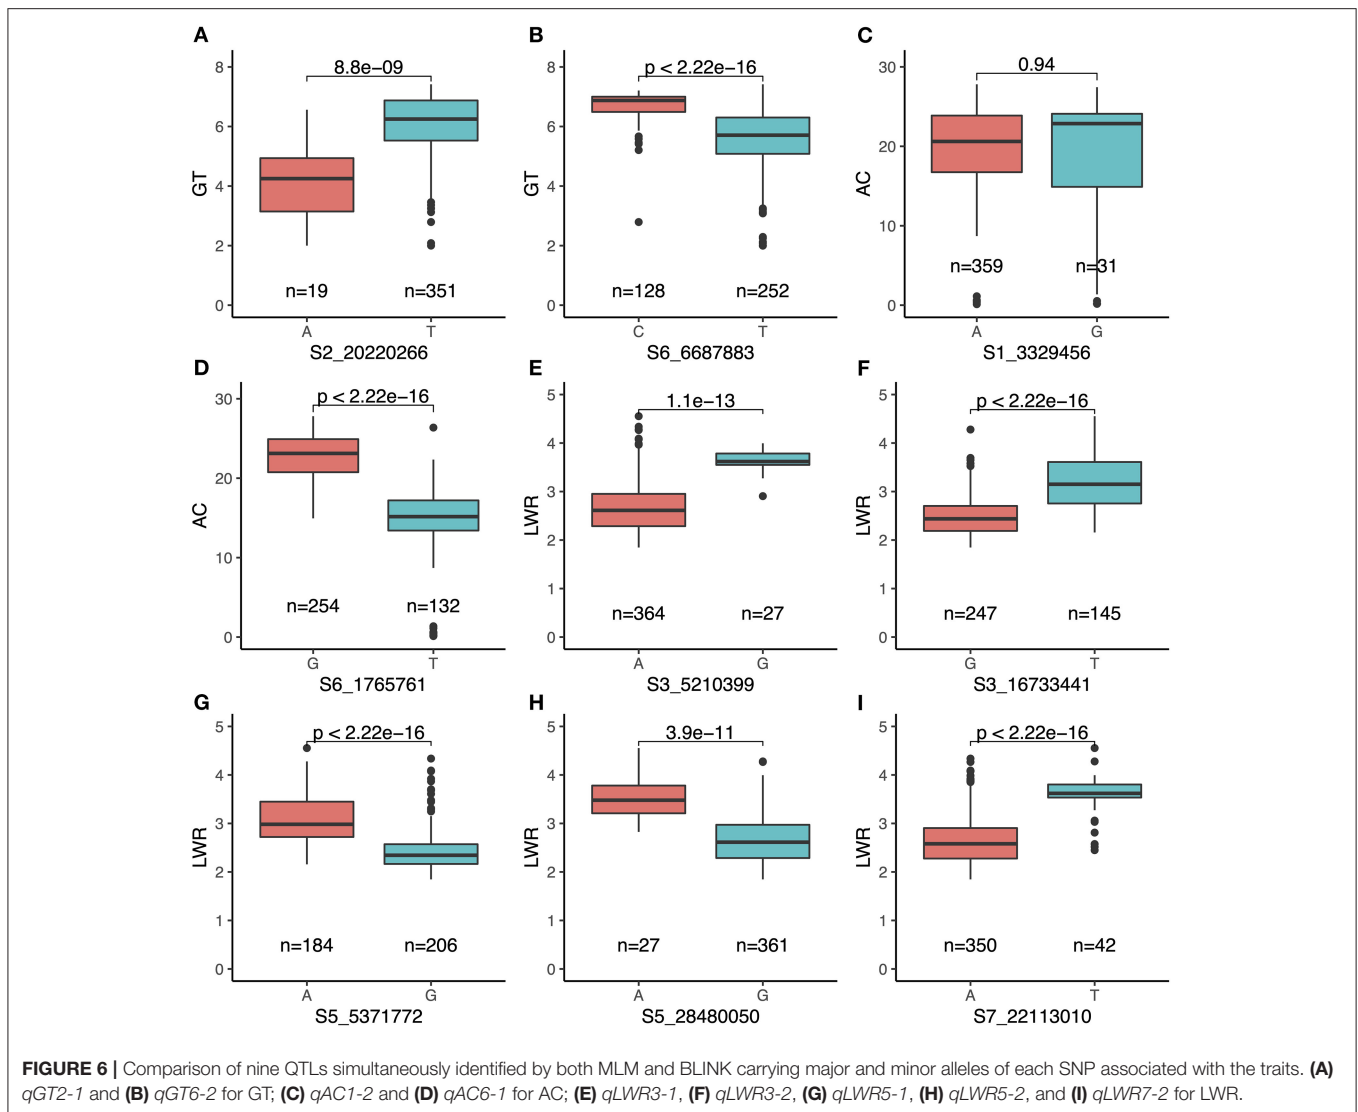 A
8
6
4
2
0
GT
8.8e−09
n=19
n=351
A
T
S2_20220266
B
8
6
4
2
0
GT
p < 2.22e−16
n=128
n=252
C
T
S6_6687883
C
30
20
10
0
AC
0.94
n=359
n=31
A
G
S1_3329456
D
30
20
10
0
AC
p < 2.22e−16
n=254
n=132
G
T
S6_1765761
E
5
4
3
2
1
0
LWR
1.1e−13
n=364
n=27
A
G
S3_5210399
F
5
4
3
2
1
0
LWR
p < 2.22e−16
n=247
n=145
G
T
S3_16733441
G
5
4
3
2
1
0
LWR
p < 2.22e−16
n=184
n=206
A
G
S5_5371772
H
5
4
3
2
1
0
LWR
3.9e−11
n=27
n=361
A
G
S5_28480050
I
5
4
3
2
1
0
LWR
p < 2.22e−16
n=350
n=42
A
T
S7_22113010
FIGURE 6 | Comparison of nine QTLs simultaneously identified by both MLM and BLINK carrying major and minor alleles of each SNP associated with the traits. (A)
qGT2-1 and (B) qGT6-2 for GT; (C) qAC1-2 and (D) qAC6-1 for AC; (E) qLWR3-1, (F) qLWR3-2, (G) qLWR5-1, (H) qLWR5-2, and (I) qLWR7-2 for LWR.